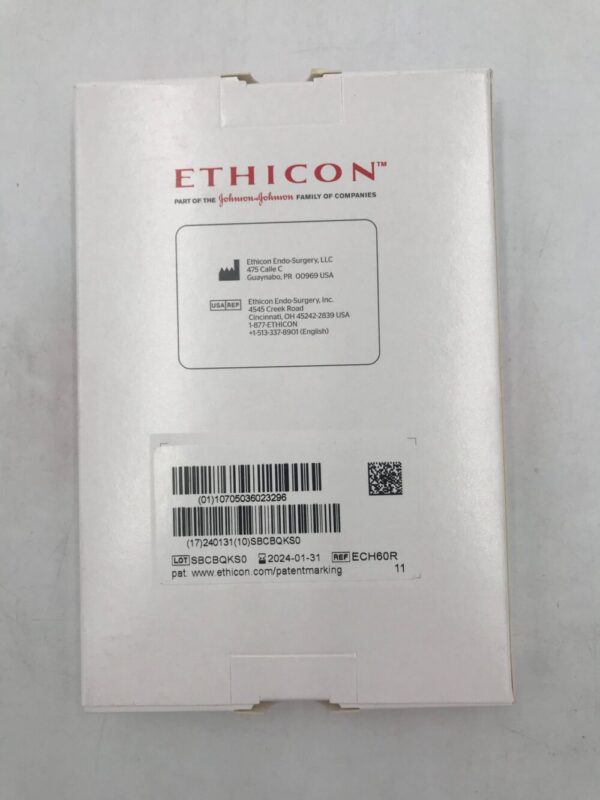 ETHICON™
PART OF THE Johnson & Johnson FAMILY OF COMPANIES
Ethicon Endo-Surgery, LLC
475 Calle C
Guaynabo, PR 00969 USA
USA REF
Ethicon Endo-Surgery, Inc.
4545 Creek Road
Cincinnati, OH 45242-2839 USA
1-877-ETHICON
+1-513-337-8901 (English)
(01)10705036023296
(17)240131(10)SBCBQKS0
LOT SBCBQKS0 2024-01-31 REF ECH60R
pat. www.ethicon.com/patentmarking 11